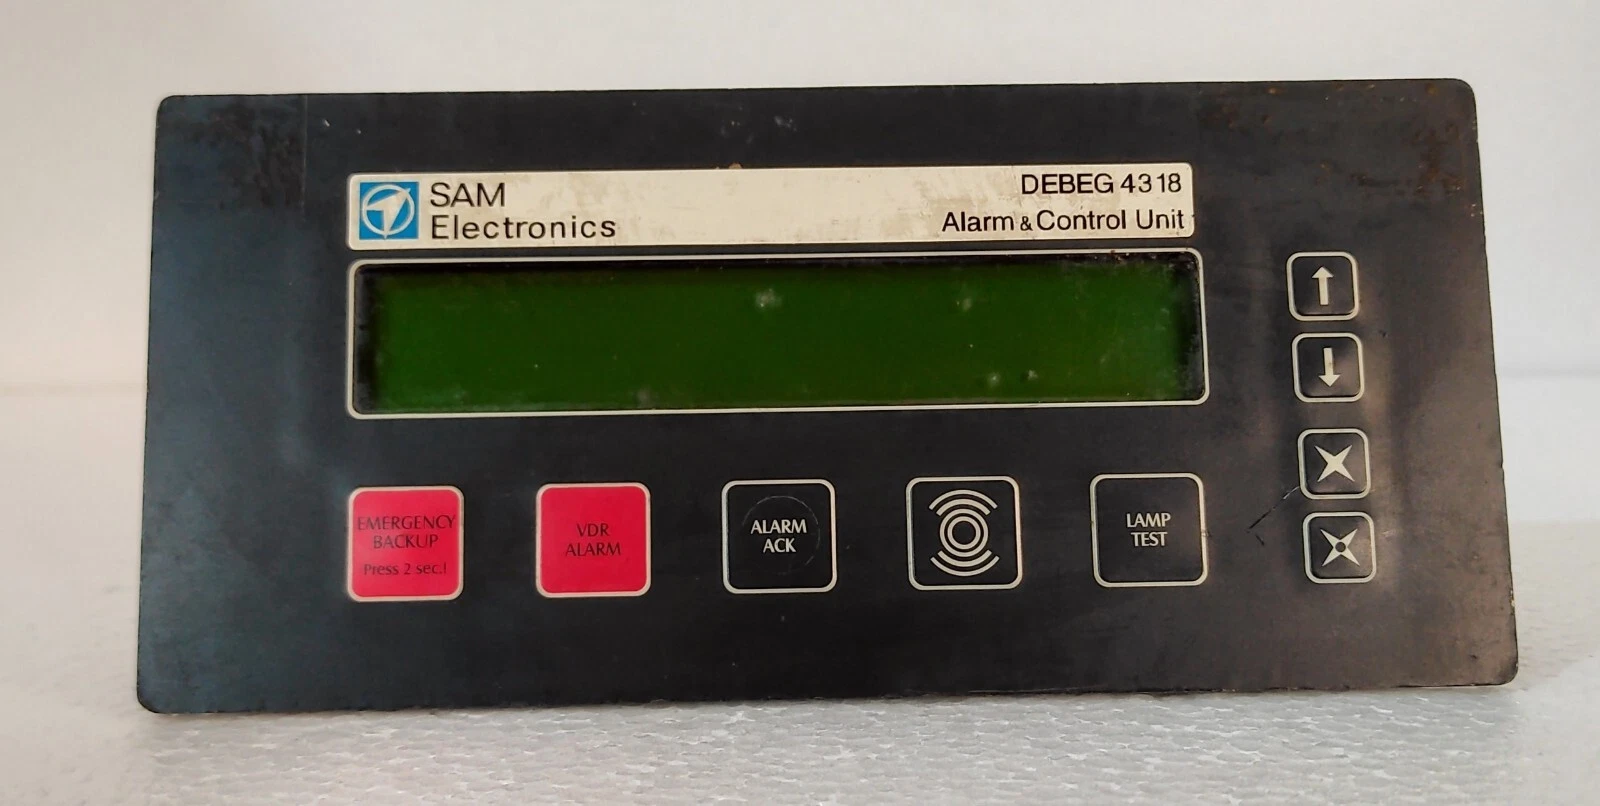 SAM
Electronics
DEBEG 4318
Alarm & Control Unit
EMERGENCY
BACKUP
Press 2 sec.!
VDR
ALARM
ALARM
ACK
LAMP
TEST